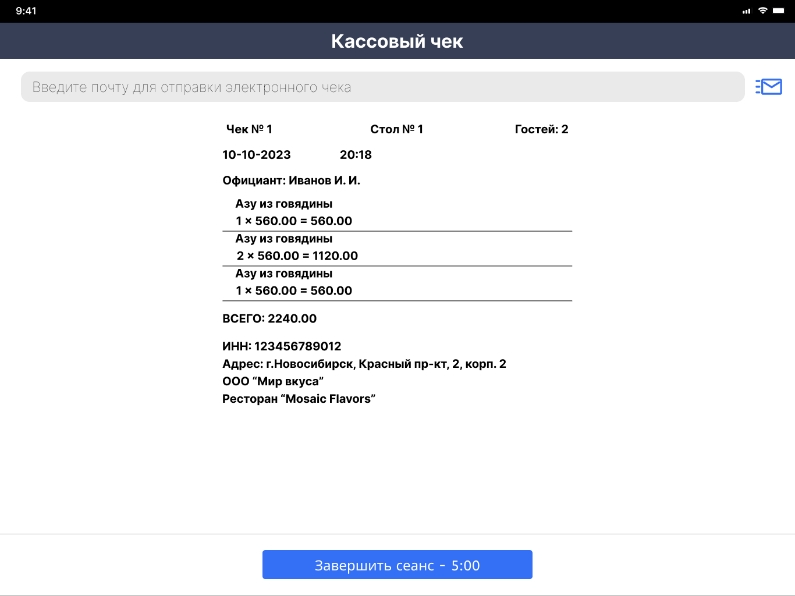 9:41
Кассовый чек
Введите почту для отправки электронного чека
Чек № 1 Стол № 1 Гостей: 2
10-10-2023 20:18
Официант: Иванов И. И.
Азу из говядины
1 × 560.00 = 560.00
Азу из говядины
2 × 560.00 = 1120.00
Азу из говядины
1 × 560.00 = 560.00
ВСЕГО: 2240.00
ИНН: 123456789012
Адрес: г.Новосибирск, Красный пр-кт, 2, корп. 2
ООО “Мир вкуса”
Ресторан “Mosaic Flavors”
Завершить сеанс - 5:00